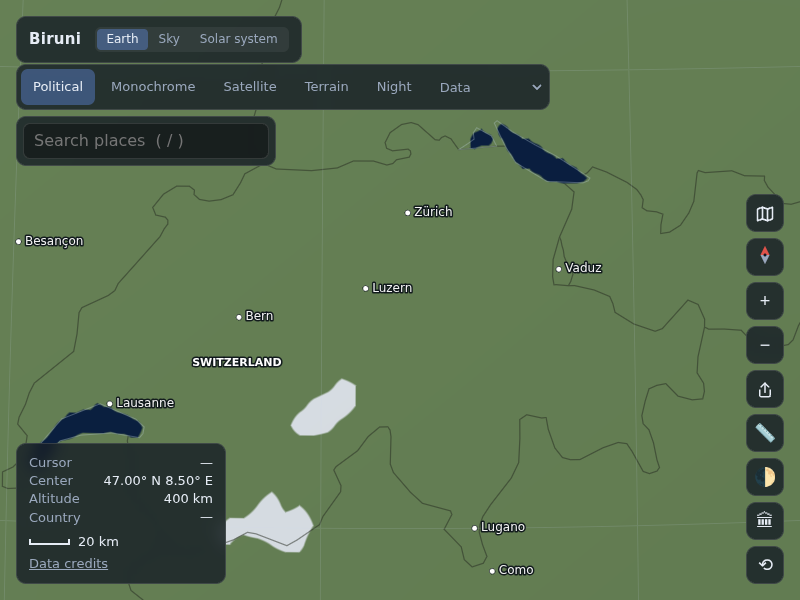 Biruni Earth Sky Solar system
Political Monochrome Satellite Terrain Night Data
Search places ( / )
Zürich
Besançon
Vaduz
Luzern
Bern
SWITZERLAND
Lausanne
Lugano
Como
Cursor —
Center 47.00° N 8.50° E
Altitude 400 km
Country —
20 km
Data credits